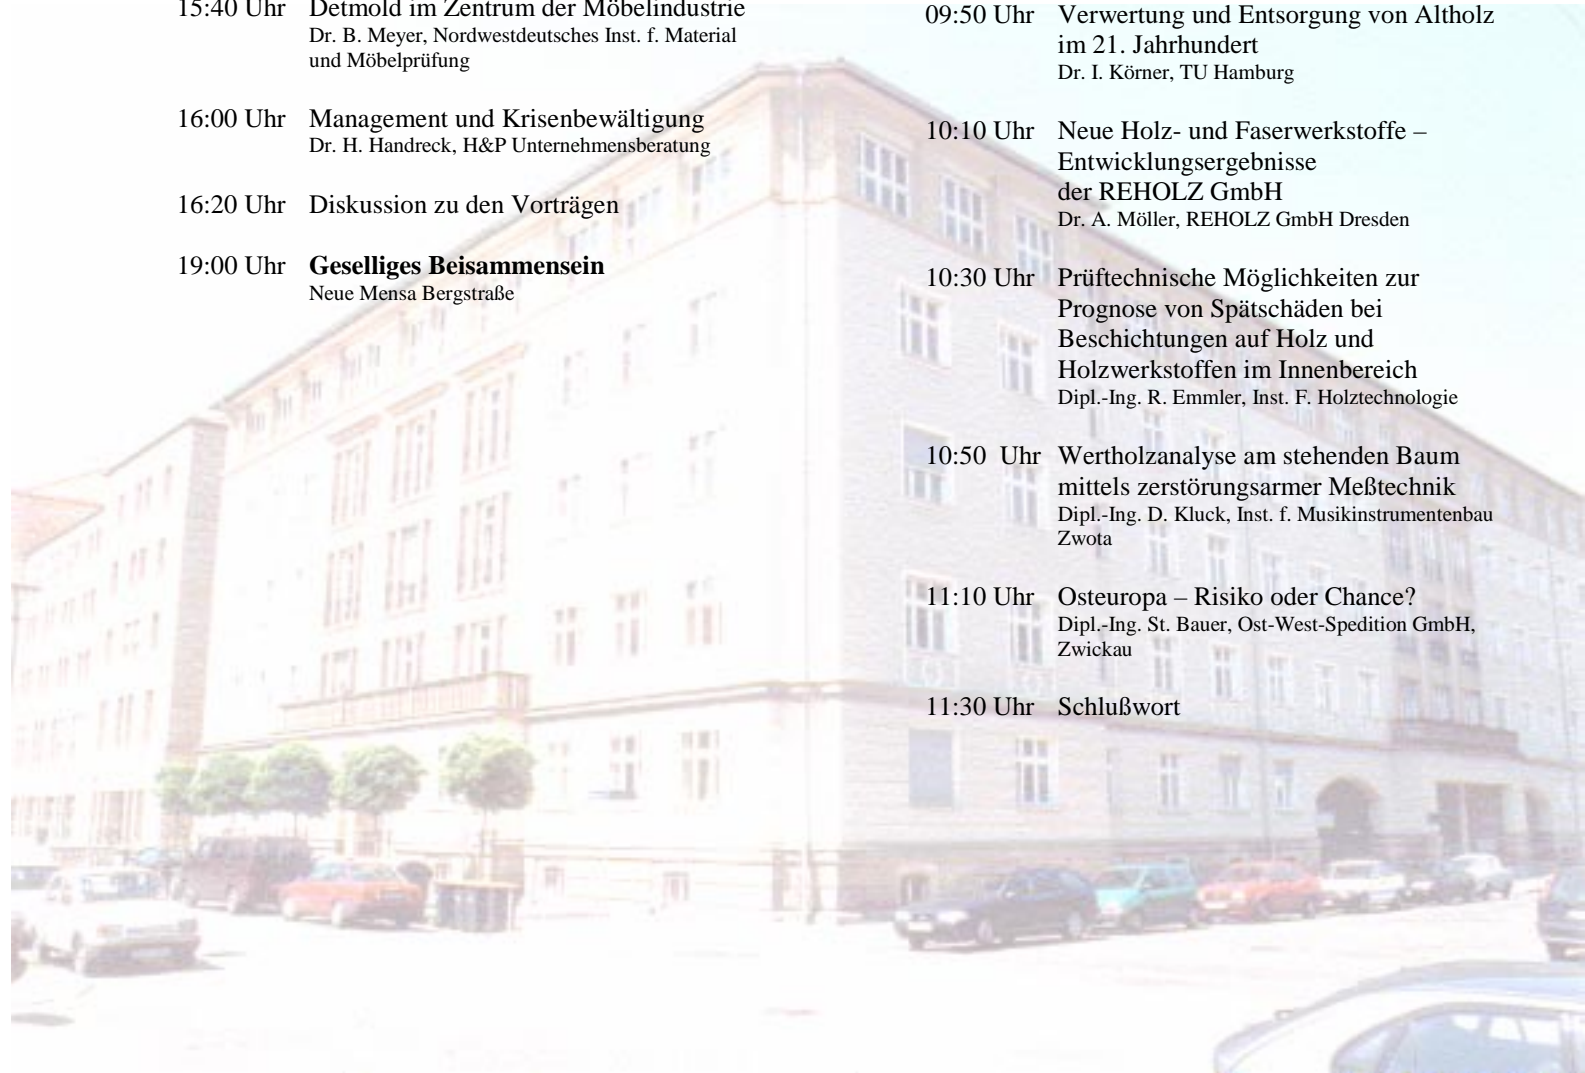 15:40 Uhr Detmold im Zentrum der Möbelindustrie
Dr. B. Meyer, Nordwestdeutsches Inst. f. Material
und Möbelprüfung
16:00 Uhr Management und Krisenbewältigung
Dr. H. Handreck, H&P Unternehmensberatung
16:20 Uhr Diskussion zu den Vorträgen
19:00 Uhr Geselliges Beisammensein
Neue Mensa Bergstraße
09:50 Uhr Verwertung und Entsorgung von Altholz
im 21. Jahrhundert
Dr. I. Körner, TU Hamburg
10:10 Uhr Neue Holz- und Faserwerkstoffe –
Entwicklungsergebnisse
der REHOLZ GmbH
Dr. A. Möller, REHOLZ GmbH Dresden
10:30 Uhr Prüftechnische Möglichkeiten zur
Prognose von Spätschäden bei
Beschichtungen auf Holz und
Holzwerkstoffen im Innenbereich
Dipl.-Ing. R. Emmler, Inst. F. Holztechnologie
10:50 Uhr Wertholzanalyse am stehenden Baum
mittels zerstörungsarmer Meßtechnik
Dipl.-Ing. D. Kluck, Inst. f. Musikinstrumentenbau
Zwota
11:10 Uhr Osteuropa – Risiko oder Chance?
Dipl.-Ing. St. Bauer, Ost-West-Spedition GmbH,
Zwickau
11:30 Uhr Schlußwort